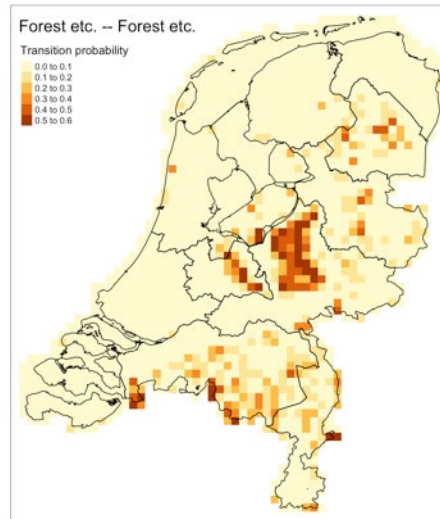 Forest etc. -- Forest etc.
Transition probability
0.0 to 0.1
0.1 to 0.2
0.2 to 0.3
0.3 to 0.4
0.4 to 0.5
0.5 to 0.6